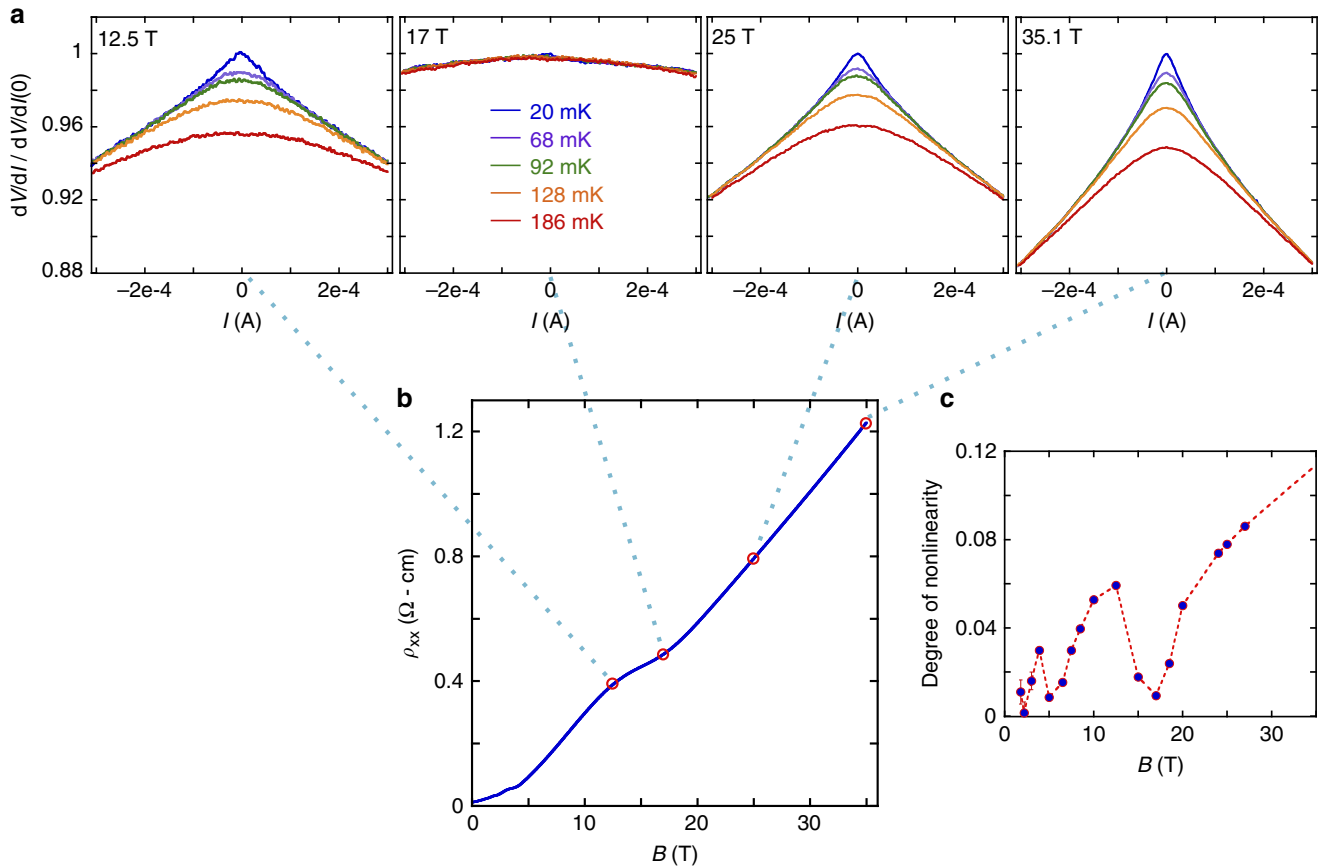 a
12.5 T
17 T
25 T
35.1 T
1
0.96
0.92
0.88
dV/dI / dV/dI(0)
20 mK
68 mK
92 mK
128 mK
186 mK
−2e-4 0 2e-4
−2e-4 0 2e-4
−2e-4 0 2e-4
−2e-4 0 2e-4
I (A)
I (A)
I (A)
I (A)
b
1.2
0.8
0.4
0
ρxx (Ω - cm)
0 10 20 30
B (T)
c
0.12
0.08
0.04
0
Degree of nonlinearity
0 10 20 30
B (T)